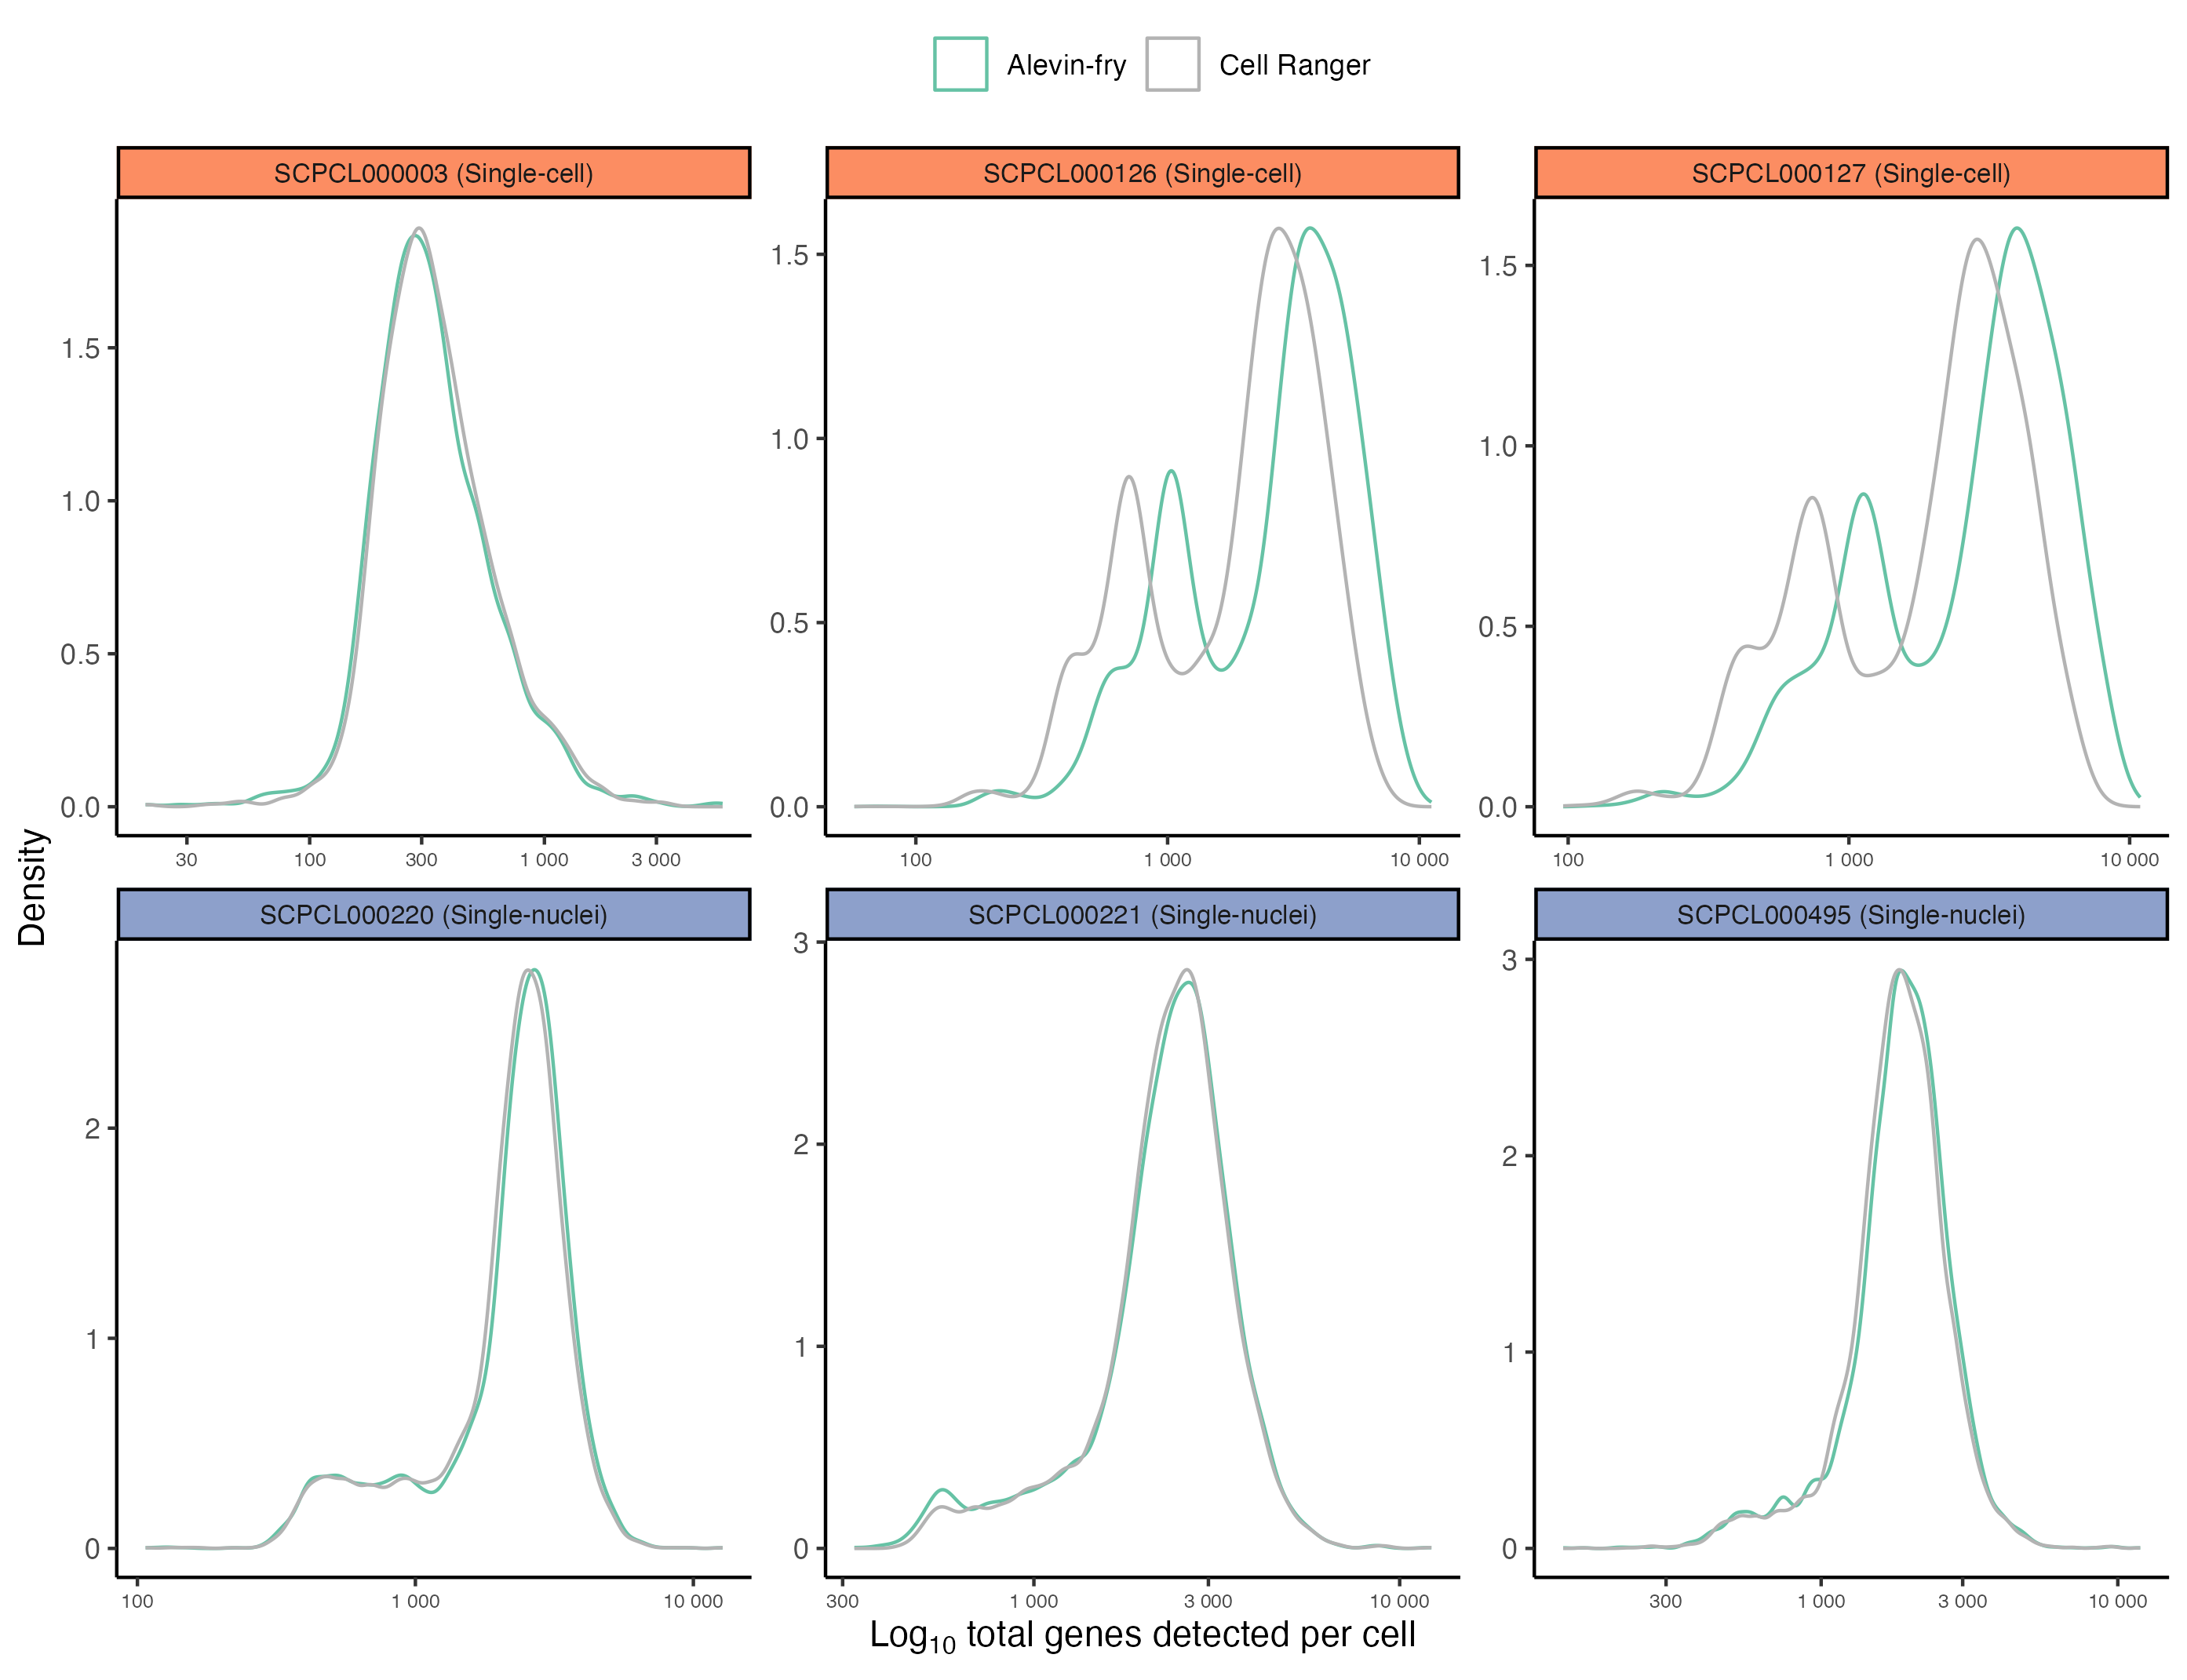 Alevin-fry Cell Ranger
SCPCL000003 (Single-cell) SCPCL000126 (Single-cell) SCPCL000127 (Single-cell)
1.5
1.0
0.5
0.0
30 100 300 1 000 3 000
1.5
1.0
0.5
0.0
100 1 000 10 000
1.5
1.0
0.5
0.0
100 1 000 10 000
Density
SCPCL000220 (Single-nuclei) SCPCL000221 (Single-nuclei) SCPCL000495 (Single-nuclei)
2
1
0
100 1 000 10 000
3
2
1
0
300 1 000 3 000 10 000
3
2
1
0
300 1 000 3 000 10 000
Log10 total genes detected per cell